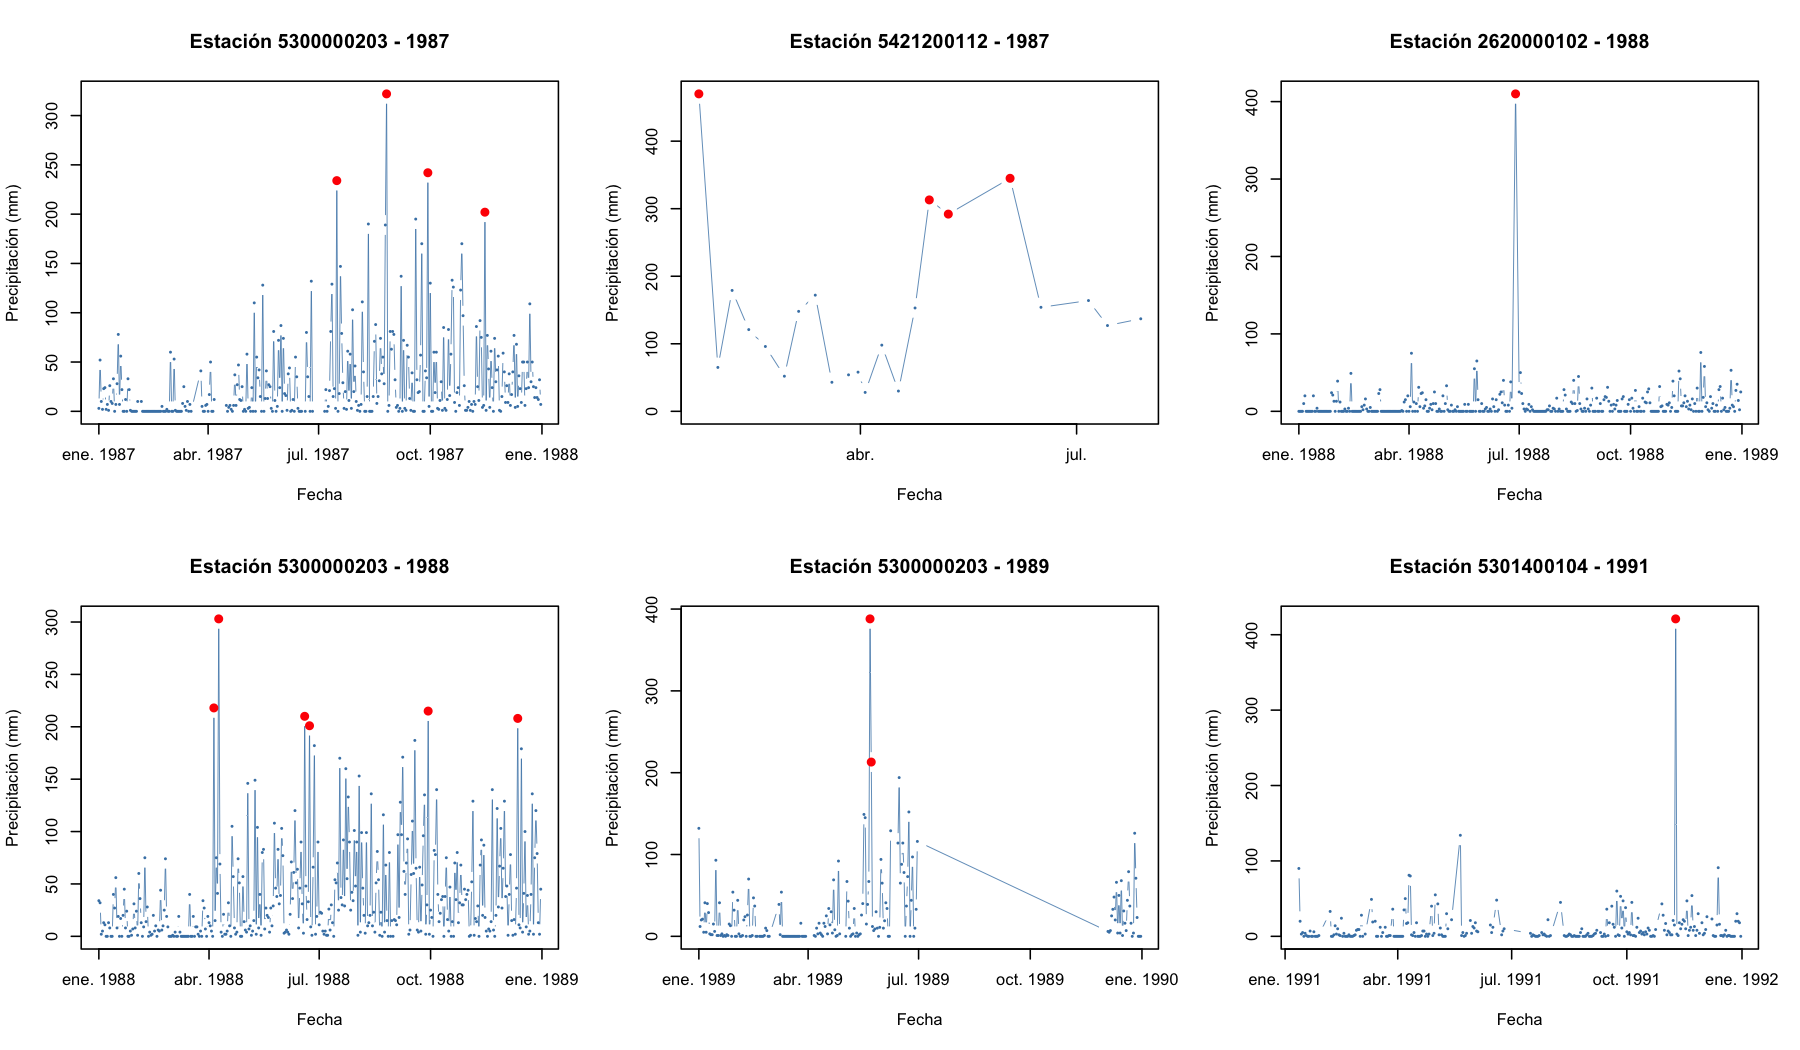 Estación 5300000203 - 1987
Precipitación (mm)
0 50 100 150 200 250 300
ene. 1987 abr. 1987 jul. 1987 oct. 1987 ene. 1988
Fecha
Estación 5421200112 - 1987
Precipitación (mm)
0 100 200 300 400
abr. jul.
Fecha
Estación 2620000102 - 1988
Precipitación (mm)
0 100 200 300 400
ene. 1988 abr. 1988 jul. 1988 oct. 1988 ene. 1989
Fecha
Estación 5300000203 - 1988
Precipitación (mm)
0 50 100 150 200 250 300
ene. 1988 abr. 1988 jul. 1988 oct. 1988 ene. 1989
Fecha
Estación 5300000203 - 1989
Precipitación (mm)
0 100 200 300 400
ene. 1989 abr. 1989 jul. 1989 oct. 1989 ene. 1990
Fecha
Estación 5301400104 - 1991
Precipitación (mm)
0 100 200 300 400
ene. 1991 abr. 1991 jul. 1991 oct. 1991 ene. 1992
Fecha